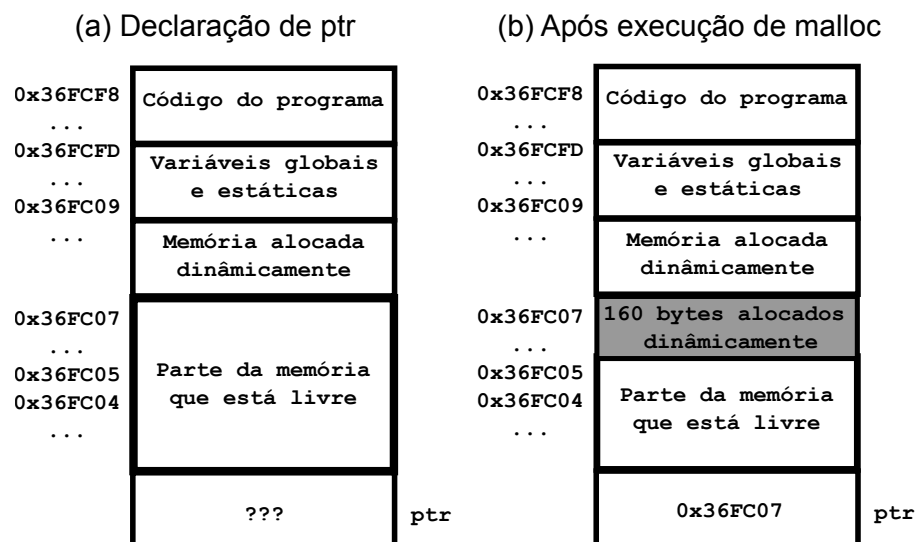 (a) Declaração de ptr
0x36FCF8
...
0x36FCFD
...
0x36FC09
...
0x36FC07
...
0x36FC05
0x36FC04
...
Código do programa
Variáveis globais
e estáticas
Memória alocada
dinâmicamente
Parte da memória
que está livre
???
ptr
(b) Após execução de malloc
0x36FCF8
...
0x36FCFD
...
0x36FC09
...
0x36FC07
...
0x36FC05
0x36FC04
...
Código do programa
Variáveis globais
e estáticas
Memória alocada
dinâmicamente
160 bytes alocados
dinâmicamente
Parte da memória
que está livre
0x36FC07
ptr